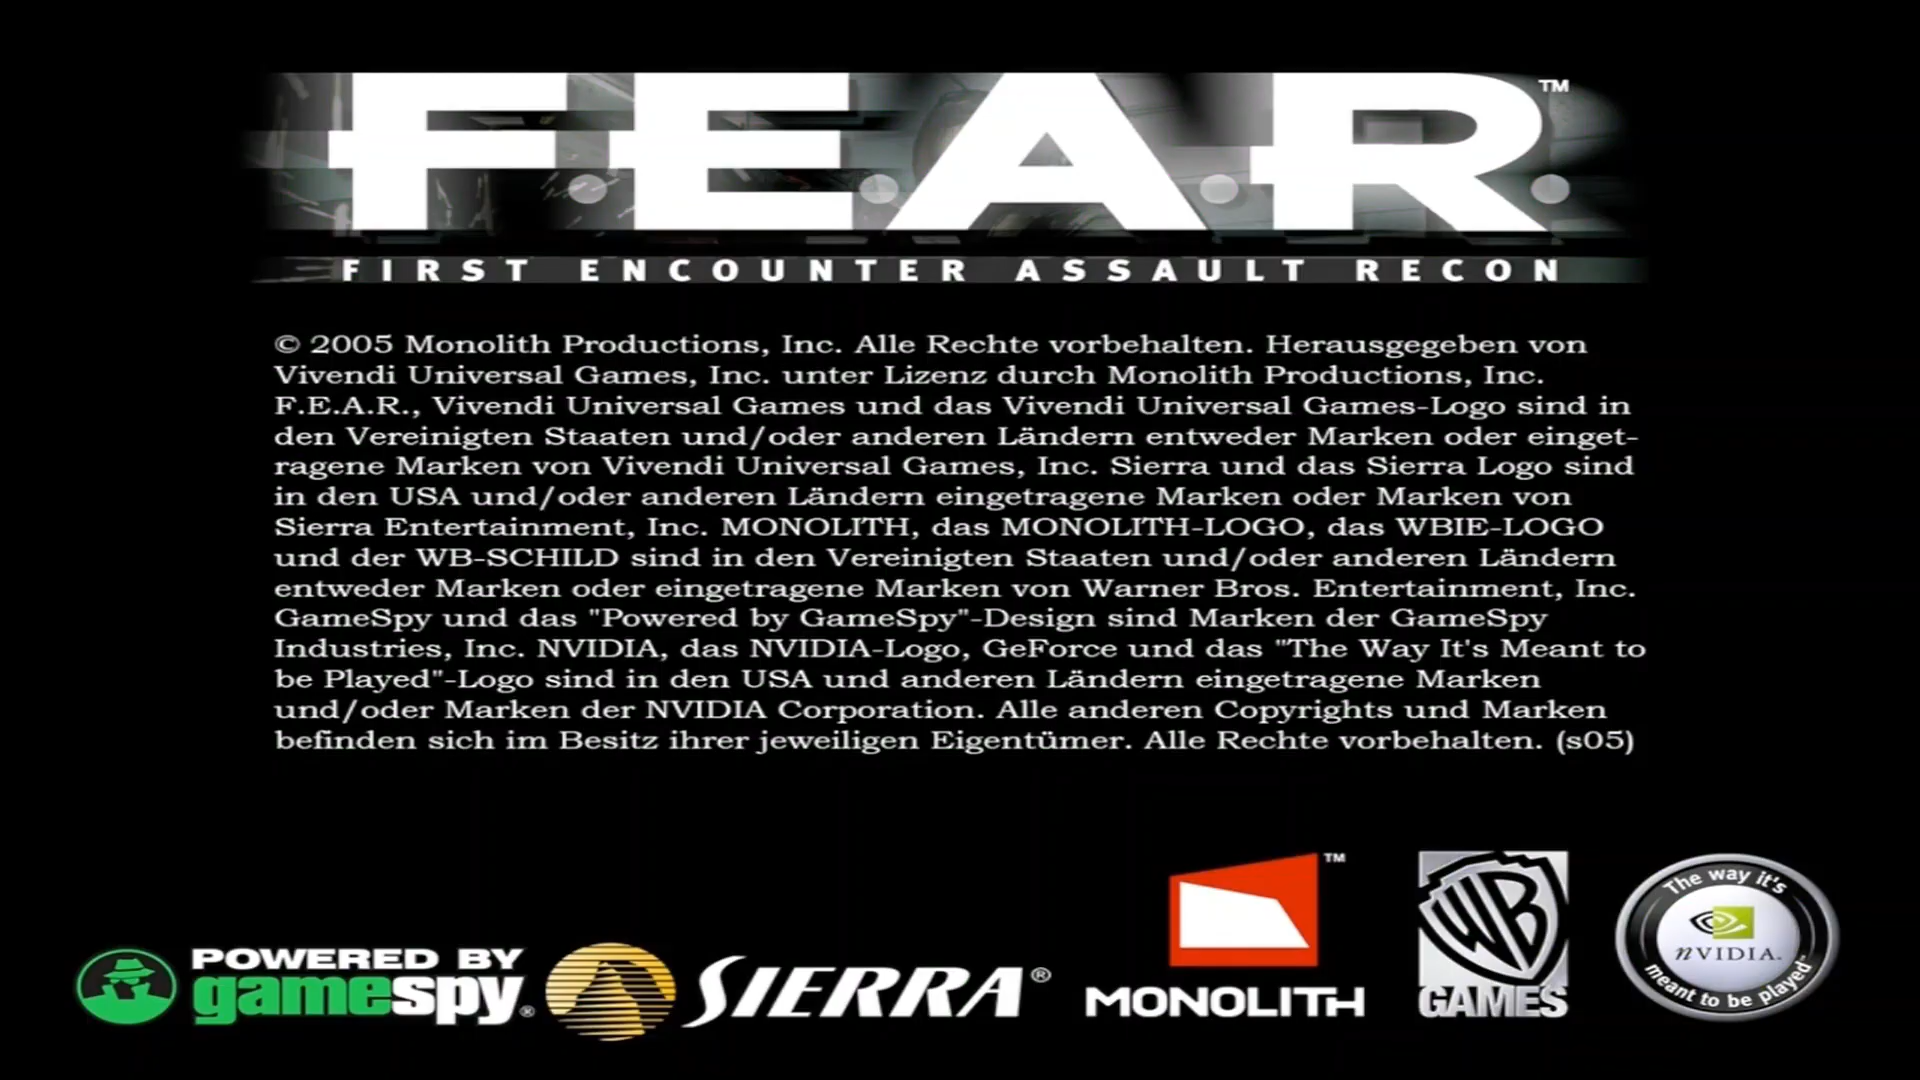 F.E.A.R.™
FIRST ENCOUNTER ASSAULT RECON
© 2005 Monolith Productions, Inc. Alle Rechte vorbehalten. Herausgegeben von
Vivendi Universal Games, Inc. unter Lizenz durch Monolith Productions, Inc.
F.E.A.R., Vivendi Universal Games und das Vivendi Universal Games-Logo sind in
den Vereinigten Staaten und/oder anderen Ländern entweder Marken oder einget-
ragene Marken von Vivendi Universal Games, Inc. Sierra und das Sierra Logo sind
in den USA und/oder anderen Ländern eingetragene Marken oder Marken von
Sierra Entertainment, Inc. MONOLITH, das MONOLITH-LOGO, das WBIE-LOGO
und der WB-SCHILD sind in den Vereinigten Staaten und/oder anderen Ländern
entweder Marken oder eingetragene Marken von Warner Bros. Entertainment, Inc.
GameSpy und das "Powered by GameSpy"-Design sind Marken der GameSpy
Industries, Inc. NVIDIA, das NVIDIA-Logo, GeForce und das "The Way It's Meant to
be Played"-Logo sind in den USA und anderen Ländern eingetragene Marken
und/oder Marken der NVIDIA Corporation. Alle anderen Copyrights und Marken
befinden sich im Besitz ihrer jeweiligen Eigentümer. Alle Rechte vorbehalten. (s05)
POWERED BY
gamespy®
SIERRA®
™
MONOLITH
WB
GAMES
The way it's
nVIDIA.
meant to be played™